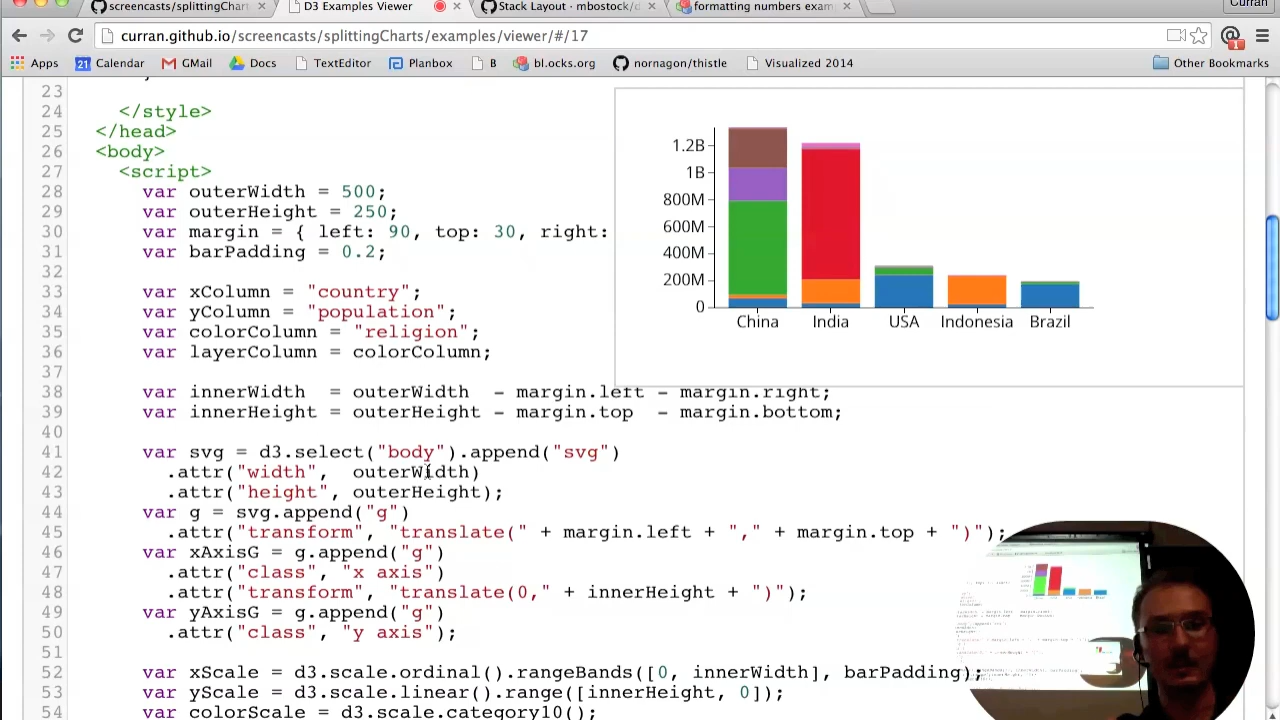 screencasts/splittingChart
D3 Examples Viewer
Stack Layout · mbostock/d
formatting numbers exam
Curran
curran.github.io/screencasts/splittingCharts/examples/viewer/#/17
1
Apps
21 Calendar
GMail
Docs
TextEditor
Planbox
B
bl.ocks.org
nornagon/thicket
Visualized 2014
Other Bookmarks
23
24 </style>
25 </head>
26 <body>
27 <script>
28 var outerWidth = 500;
29 var outerHeight = 250;
30 var margin = { left: 90, top: 30, right:
31 var barPadding = 0.2;
32
33 var xColumn = "country";
34 var yColumn = "population";
35 var colorColumn = "religion";
36 var layerColumn = colorColumn;
37
38 var innerWidth = outerWidth - margin.left - margin.right;
39 var innerHeight = outerHeight - margin.top - margin.bottom;
40
41 var svg = d3.select("body").append("svg")
42 .attr("width", outerWidth)
43 .attr("height", outerHeight);
44 var g = svg.append("g")
45 .attr("transform", "translate(" + margin.left + "," + margin.top + ")");
46 var xAxisG = g.append("g")
47 .attr("class", "x axis")
48 .attr("transform", "translate(0," + innerHeight + ")");
49 var yAxisG = g.append("g")
50 .attr("class", "y axis");
51
52 var xScale = d3.scale.ordinal().rangeBands([0, innerWidth], barPadding);
53 var yScale = d3.scale.linear().range([innerHeight, 0]);
54 var colorScale = d3.scale.category10();
1.2B
1B
800M
600M
400M
200M
0
China India USA Indonesia Brazil